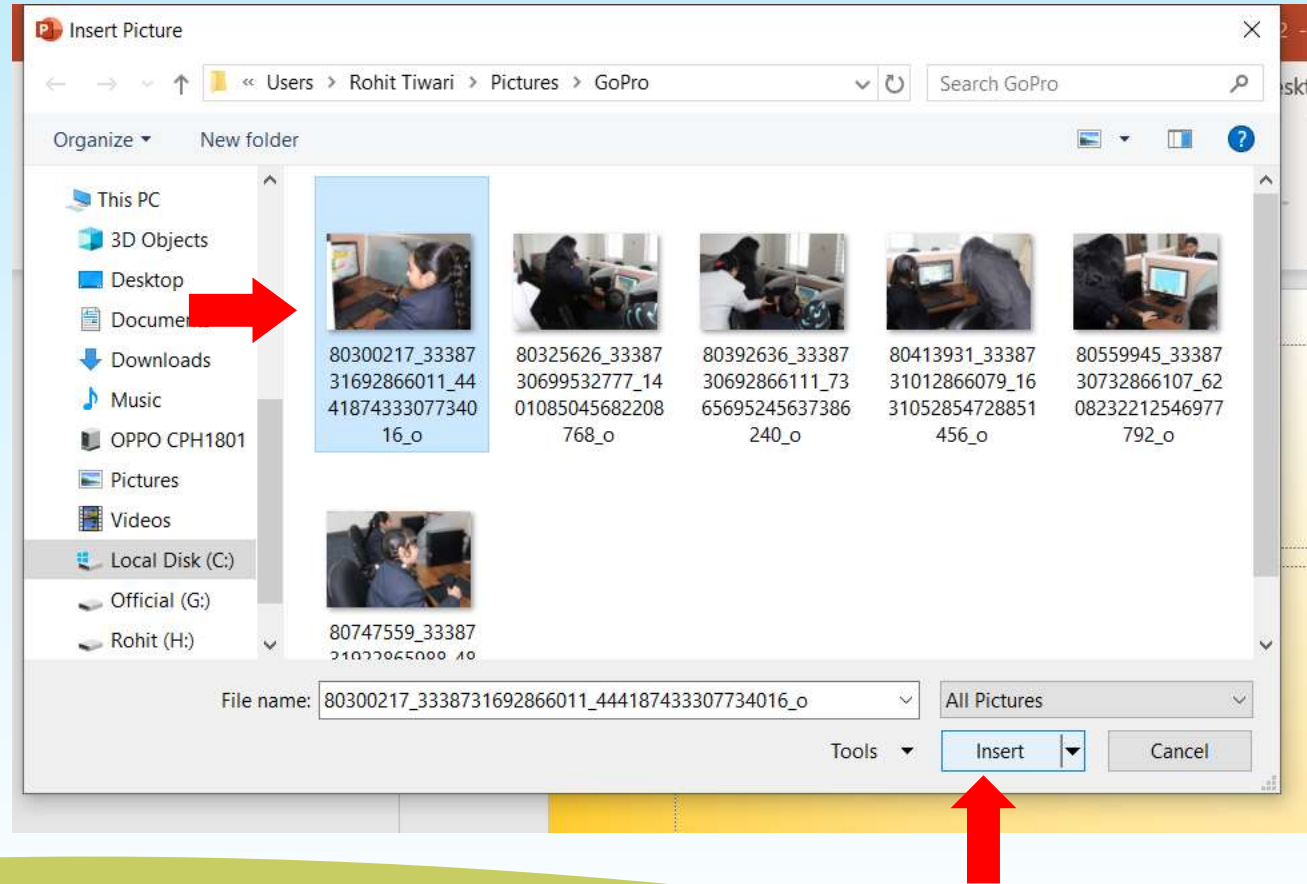 Insert Picture
2 -
« Users > Rohit Tiwari > Pictures > GoPro
Search GoPro
Organize
New folder
This PC
3D Objects
Desktop
Downloads
Music
OPPO CPH1801
Pictures
Videos
Local Disk (C:)
Official (G:)
Rohit (H:)
80300217_33387
31692866011_44
41874333077340
16_o
80325626_33387
30699532777_14
01085045682208
768_o
80392636_33387
30692866111_73
65695245637386
240_o
80413931_33387
31012866079_16
31052854728851
456_o
80559945_33387
30732866107_62
08232212546977
792_o
80747559_33387
File name: 80300217_3338731692866011_444187433307734016_o
All Pictures
Tools
Insert
Cancel